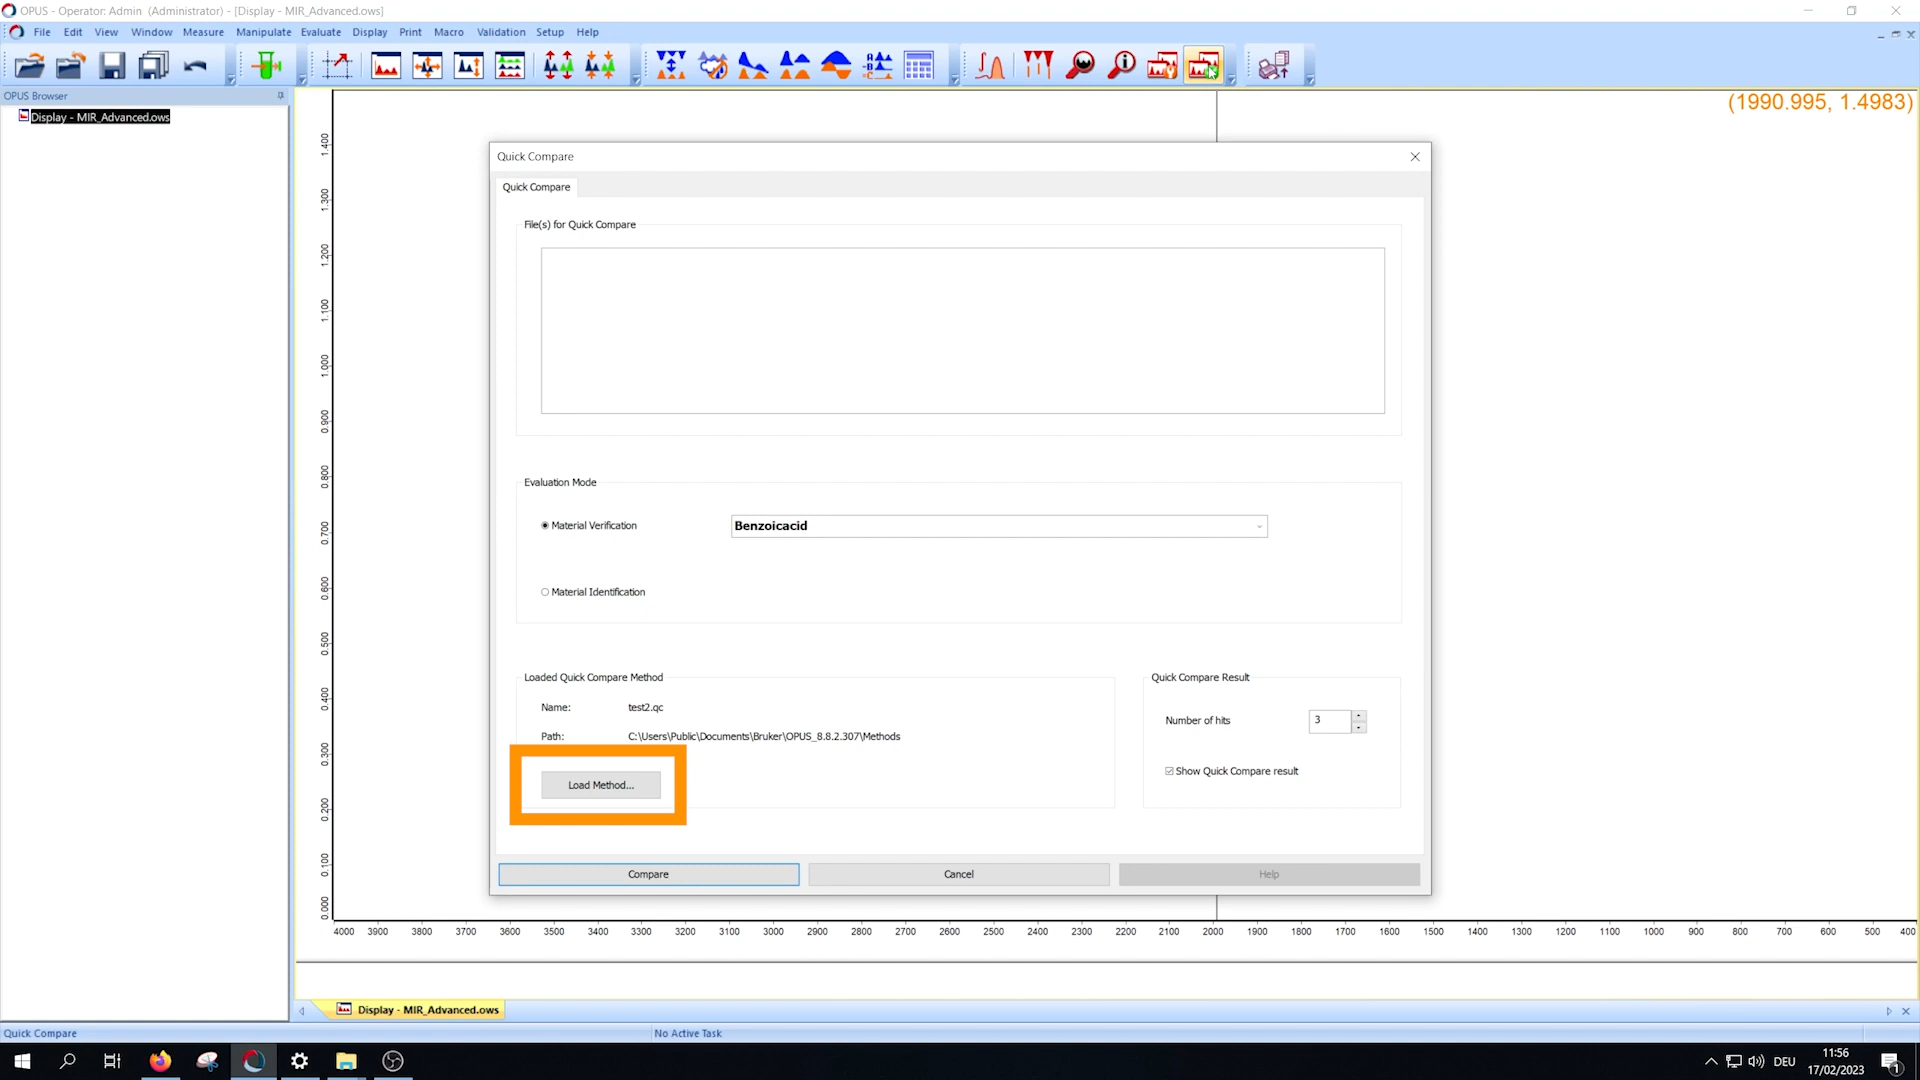 OPUS - Operator: Admin (Administrator) - [Display - MIR_Advanced.ows]
File Edit View Window Measure Manipulate Evaluate Display Print Macro Validation Setup Help
OPUS Browser
Display - MIR_Advanced.ows
(1990.995, 1.4983)
1.400
1.300
1.200
1.100
1.000
0.900
0.800
0.700
0.600
0.500
0.400
0.300
0.200
0.100
0.000
Quick Compare
Quick Compare
File(s) for Quick Compare
Evaluation Mode
Material Verification
Benzoicacid
Material Identification
Loaded Quick Compare Method
Name: test2.qc
Path: C:\Users\Public\Documents\Bruker\OPUS_8.8.2.307\Methods
Load Method...
Quick Compare Result
Number of hits 3
Show Quick Compare result
Compare Cancel Help
4000 3900 3800 3700 3600 3500 3400 3300 3200 3100 3000 2900 2800 2700 2600 2500 2400 2300 2200 2100 2000 1900 1800 1700 1600 1500 1400 1300 1200 1100 1000 900 800 700 600 500 400
Display - MIR_Advanced.ows
Quick Compare
No Active Task
DEU
11:56
17/02/2023
1